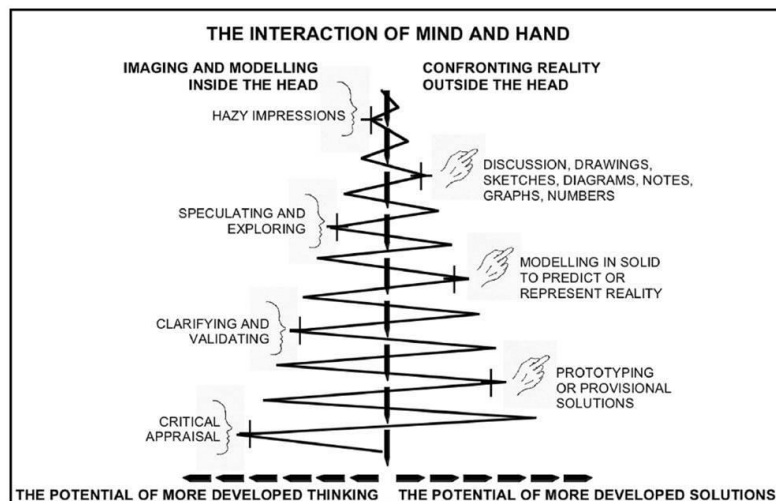 THE INTERACTION OF MIND AND HAND
IMAGING AND MODELLING
INSIDE THE HEAD
CONFRONTING REALITY
OUTSIDE THE HEAD
HAZY IMPRESSIONS
DISCUSSION, DRAWINGS,
SKETCHES, DIAGRAMS, NOTES,
GRAPHS, NUMBERS
SPECULATING AND
EXPLORING
MODELLING IN SOLID
TO PREDICT OR
REPRESENT REALITY
CLARIFYING AND
VALIDATING
PROTOTYPING
OR PROVISIONAL
SOLUTIONS
CRITICAL
APPRAISAL
THE POTENTIAL OF MORE DEVELOPED THINKING
THE POTENTIAL OF MORE DEVELOPED SOLUTIONS